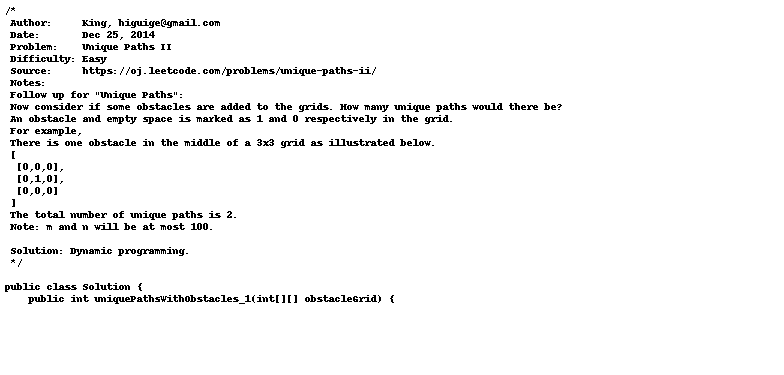 /*
Author:     King, higuige@gmail.com
Date:       Dec 25, 2014
Problem:    Unique Paths II
Difficulty: Easy
Source:     https://oj.leetcode.com/problems/unique-paths-ii/
Notes:
Follow up for "Unique Paths":
Now consider if some obstacles are added to the grids. How many unique paths would there be?
An obstacle and empty space is marked as 1 and 0 respectively in the grid.
For example,
There is one obstacle in the middle of a 3x3 grid as illustrated below.
[
[0,0,0],
[0,1,0],
[0,0,0]
]
The total number of unique paths is 2.
Note: m and n will be at most 100.
Solution: Dynamic programming.
*/
public class Solution {
public int uniquePathsWithObstacles_1(int[][] obstacleGrid) {